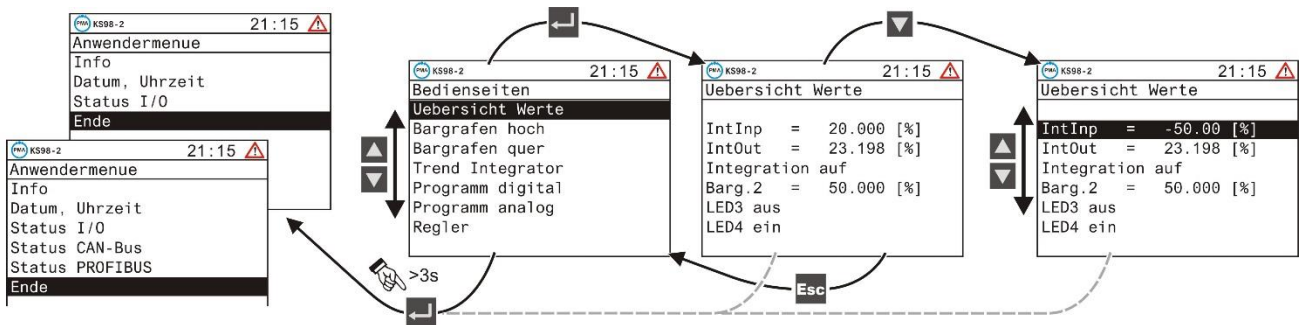 PMA KS98-2 21:15
Anwendermenue
Info
Datum, Uhrzeit
Status I/O
Ende
PMA KS98-2 21:15
Anwendermenue
Info
Datum, Uhrzeit
Status I/O
Status CAN-Bus
Status PROFIBUS
Ende
>3s
PMA KS98-2 21:15
Bedienseiten
Uebersicht Werte
Bargrafen hoch
Bargrafen quer
Trend Integrator
Programm digital
Programm analog
Regler
PMA KS98-2 21:15
Uebersicht Werte
IntInp = 20.000 [%]
IntOut = 23.198 [%]
Integration auf
Barg.2 = 50.000 [%]
LED3 aus
LED4 ein
Esc
PMA KS98-2 21:15
Uebersicht Werte
IntInp = -50.00 [%]
IntOut = 23.198 [%]
Integration auf
Barg.2 = 50.000 [%]
LED3 aus
LED4 ein